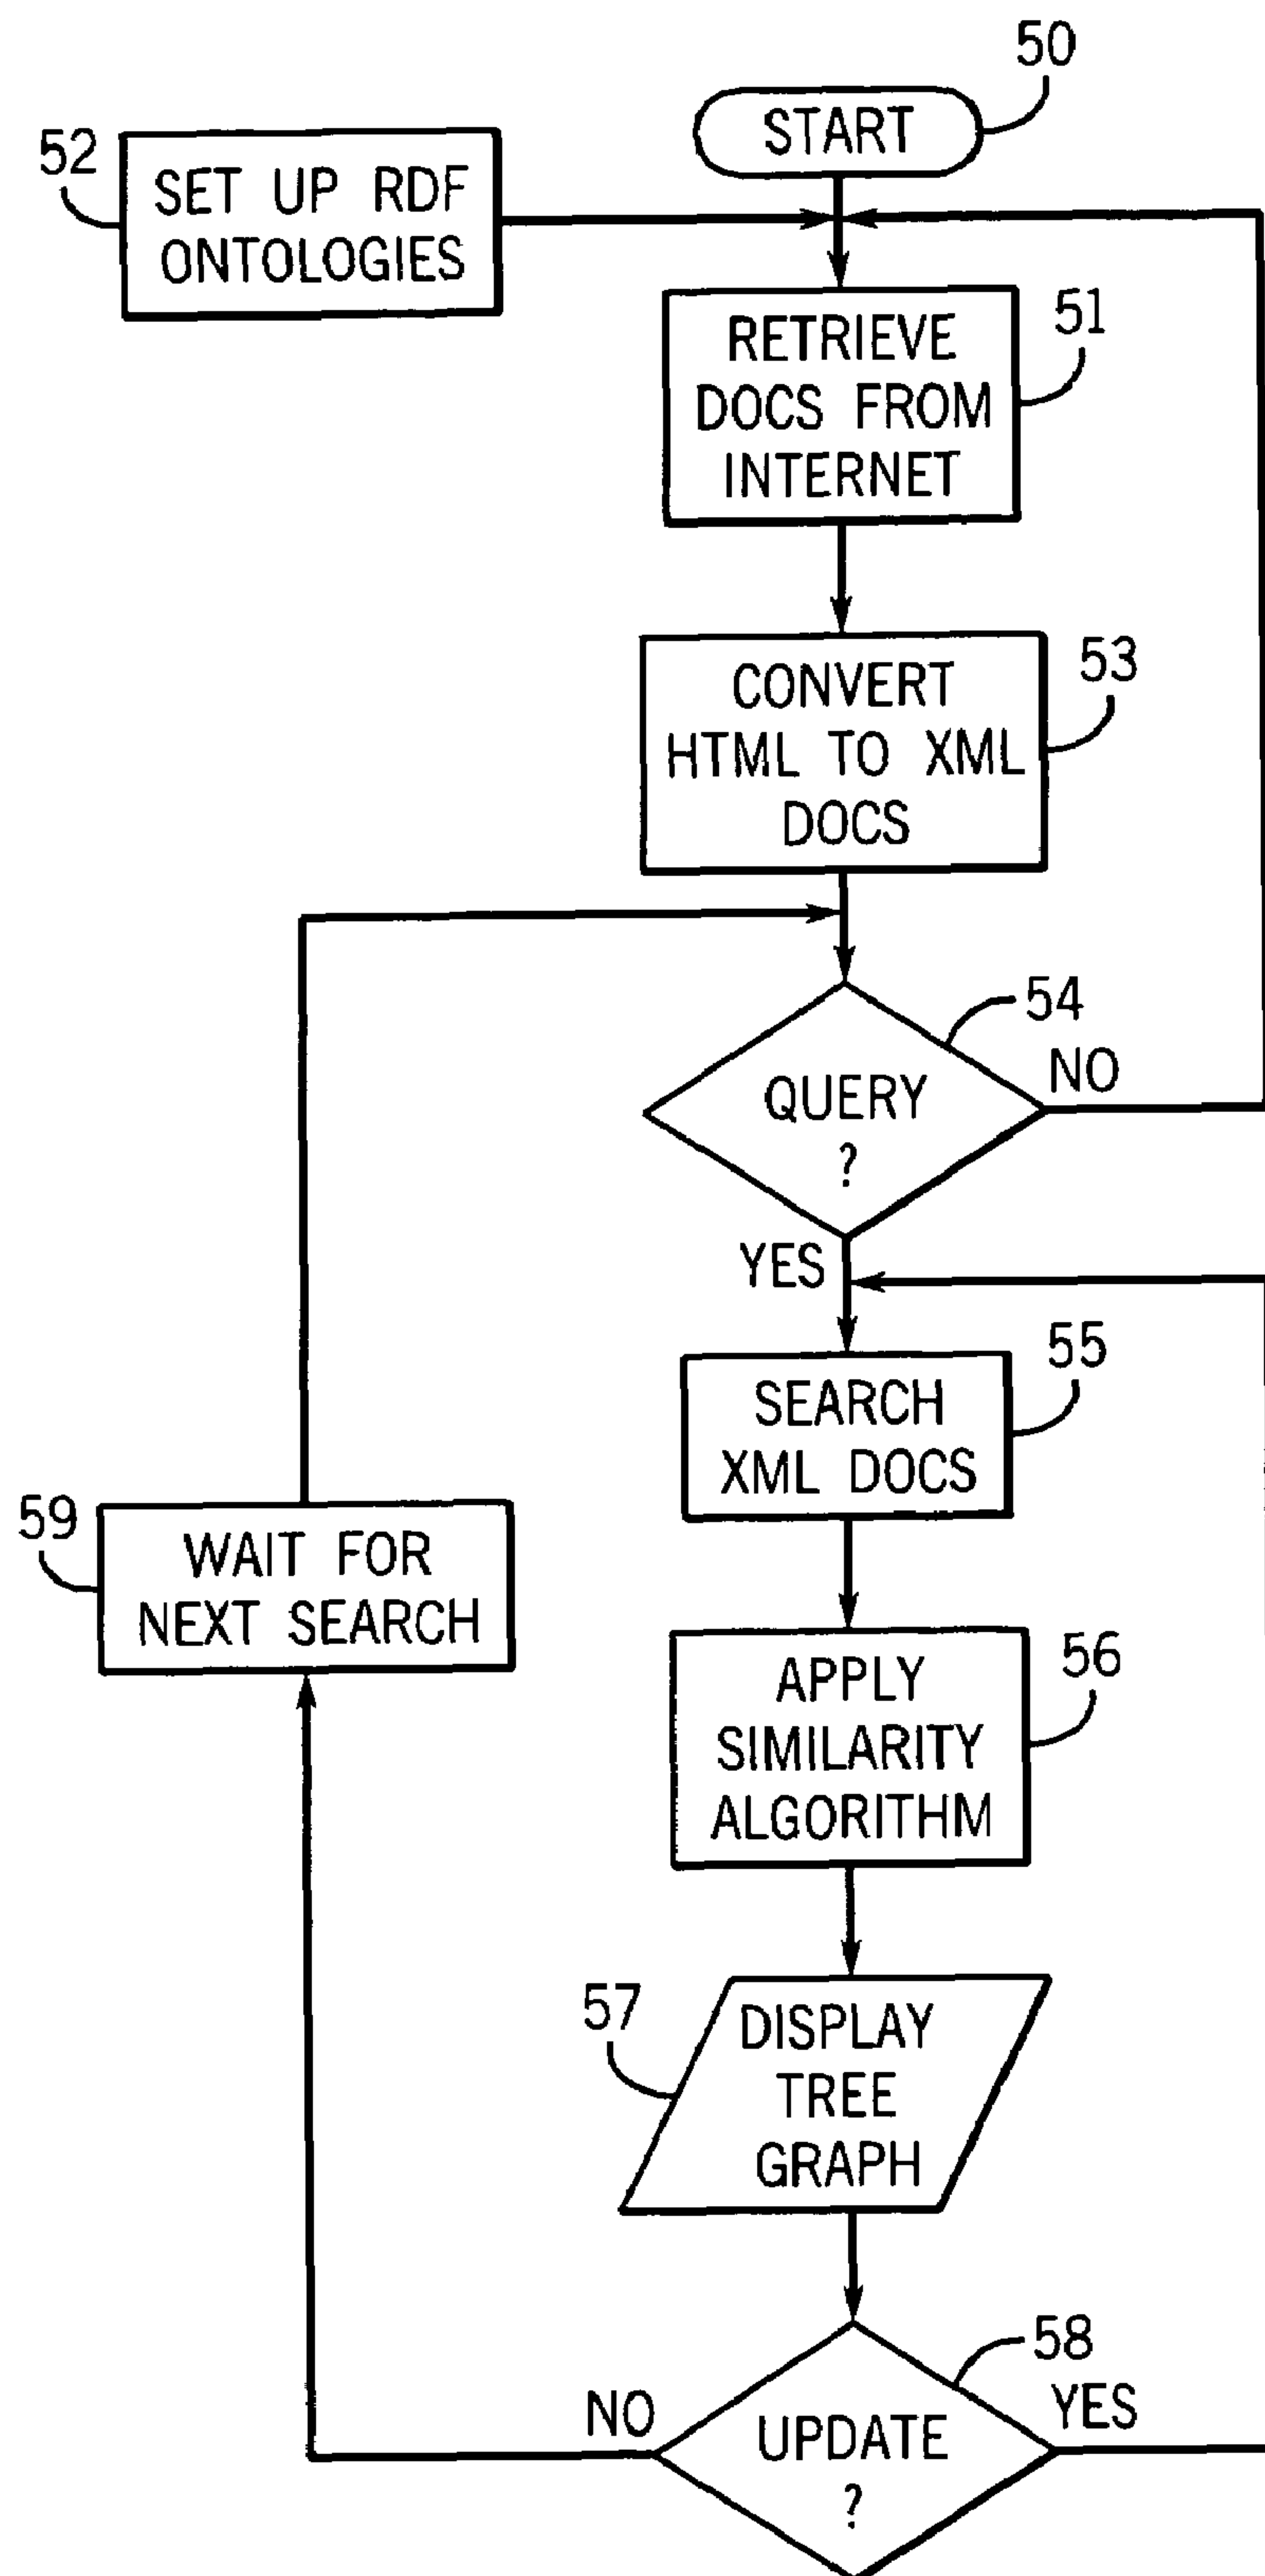 50
START
52
SET UP RDF
ONTOLOGIES
51
RETRIEVE
DOCS FROM
INTERNET
53
CONVERT
HTML TO XML
DOCS
54
QUERY
?
NO
YES
55
SEARCH
XML DOCS
59
WAIT FOR
NEXT SEARCH
56
APPLY
SIMILARITY
ALGORITHM
57
DISPLAY
TREE
GRAPH
58
UPDATE
?
NO
YES